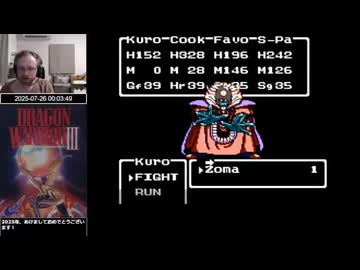 Kuro-Cook-Favo-S-Pa
H152 H328 H196 H242
M 0 M 28 M146 M126
Gf39 Hr39 35 Sg35
2025-07-26 00:03:49
DRAGON
WARRIOR
III
2025年、あけましておめでとうござい
ます！
Kuro
FIGHT
RUN
Zoma 1